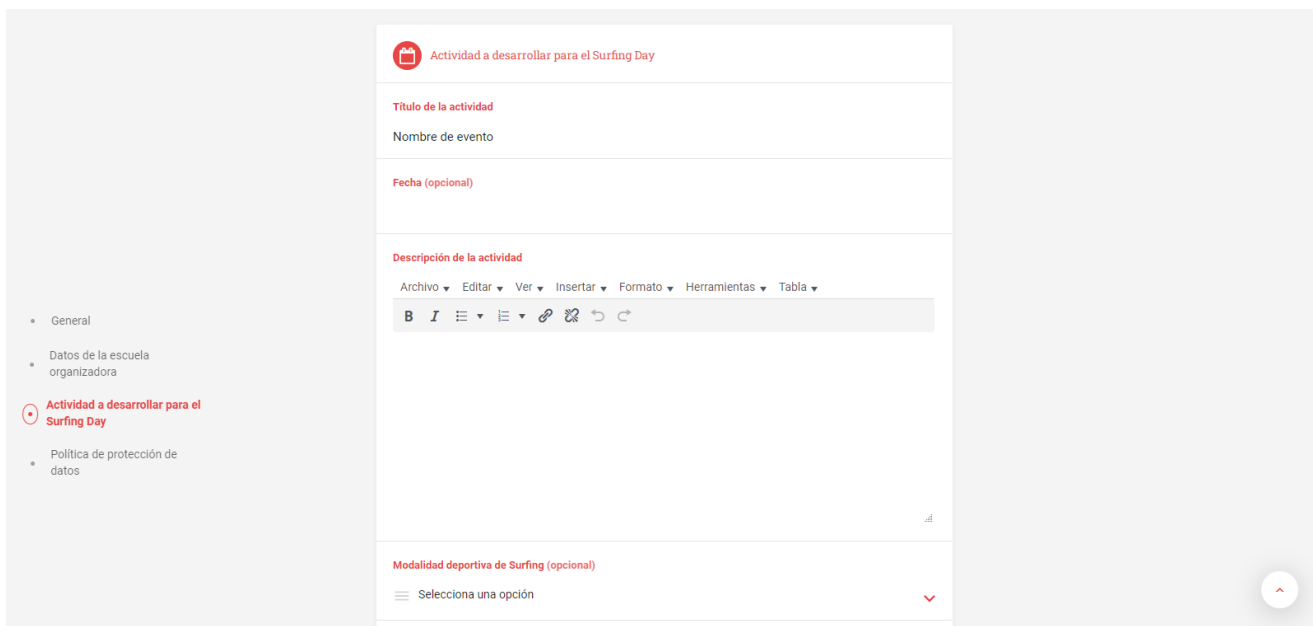 Actividad a desarrollar para el Surfing Day
Título de la actividad
Nombre de evento
Fecha (opcional)
Descripción de la actividad
Archivo Editar Ver Insertar Formato Herramientas Tabla
B I
General
Datos de la escuela
organizadora
Actividad a desarrollar para el
Surfing Day
Política de protección de
datos
Modalidad deportiva de Surfing (opcional)
Selecciona una opción